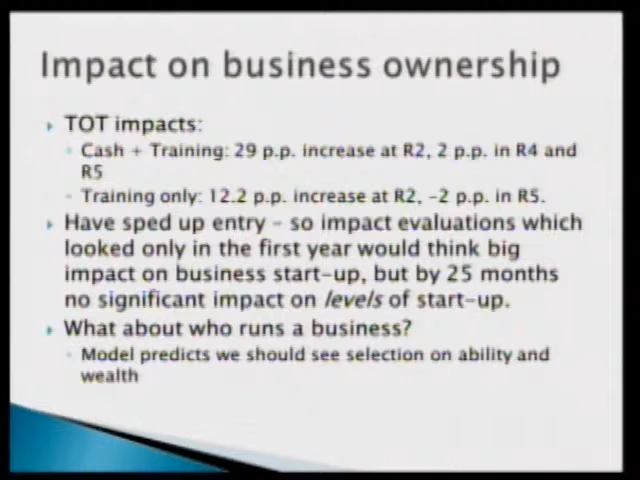 Impact on business ownership
TOT impacts:
Cash + Training: 29 p.p. increase at R2, 2 p.p. in R4 and
R5
Training only: 12.2 p.p. increase at R2, -2 p.p. in R5.
Have sped up entry – so impact evaluations which
looked only in the first year would think big
impact on business start-up, but by 25 months
no significant impact on levels of start-up.
What about who runs a business?
Model predicts we should see selection on ability and
wealth